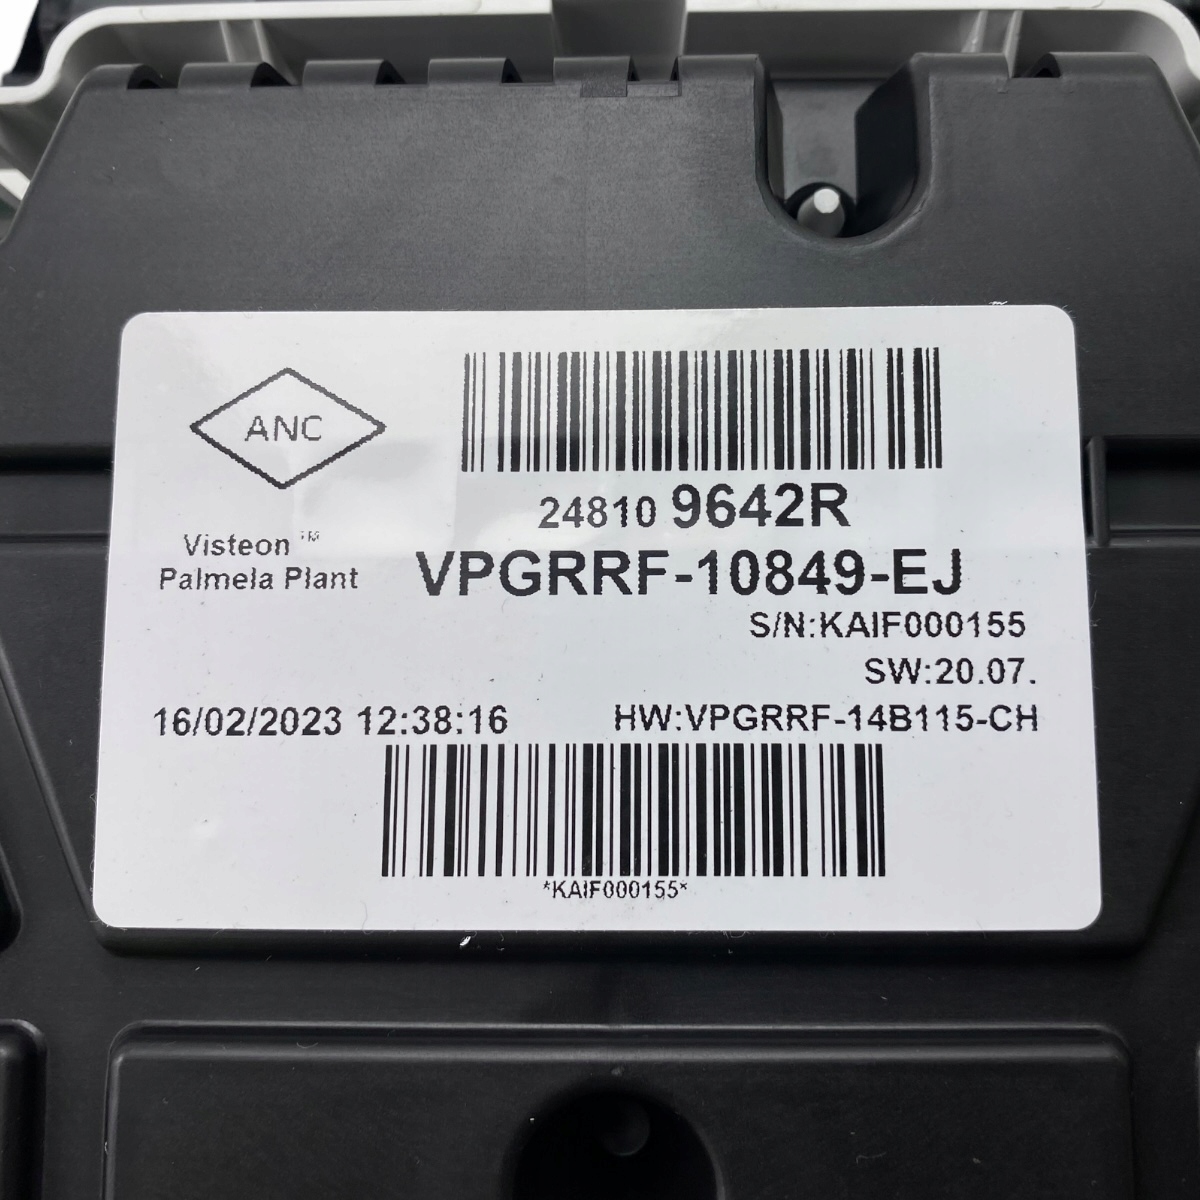 ANC
Visteon™
Palmela Plant
24810 9642R
VPGRRF-10849-EJ
S/N:KAIF000155
SW:20.07.
16/02/2023 12:38:16
HW:VPGRRF-14B115-CH
*KAIF000155*